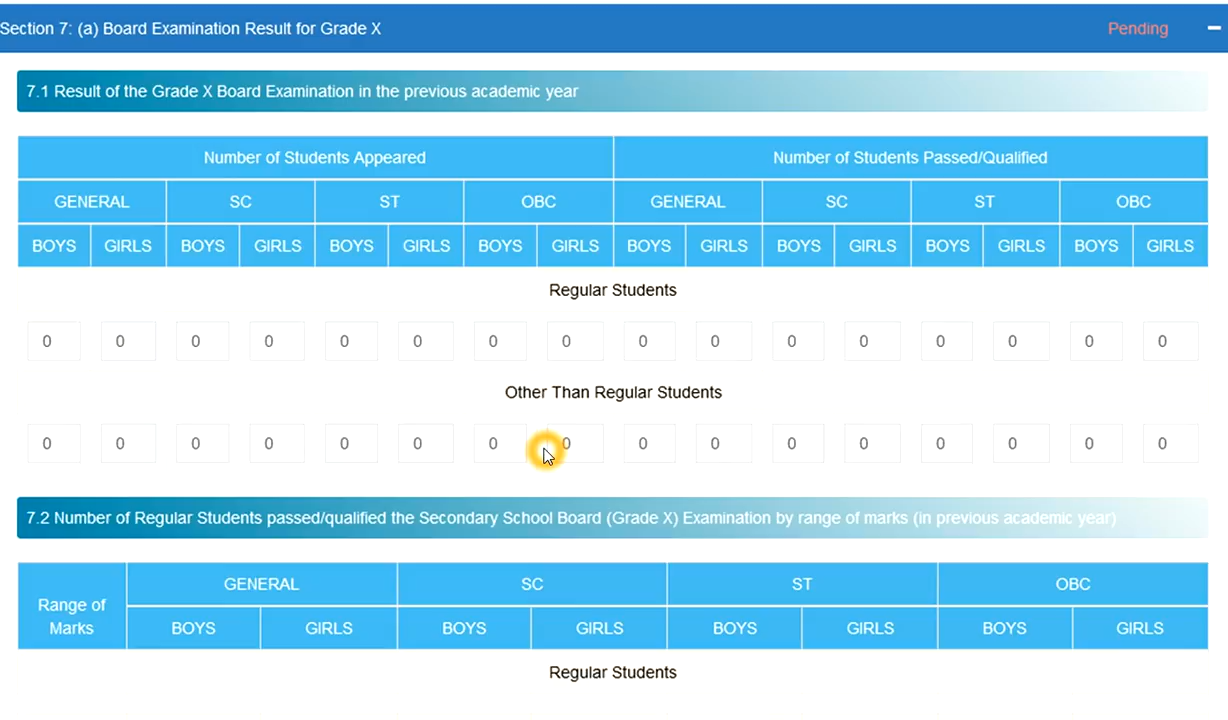 Section 7: (a) Board Examination Result for Grade X Pending
7.1 Result of the Grade X Board Examination in the previous academic year
Number of Students Appeared Number of Students Passed/Qualified
GENERAL SC ST OBC GENERAL SC ST OBC
BOYS GIRLS BOYS GIRLS BOYS GIRLS BOYS GIRLS BOYS GIRLS BOYS GIRLS BOYS GIRLS BOYS GIRLS
Regular Students
0 0 0 0 0 0 0 0 0 0 0 0 0 0 0 0
Other Than Regular Students
0 0 0 0 0 0 0 0 0 0 0 0 0 0 0 0
7.2 Number of Regular Students passed/qualified the Secondary School Board (Grade X) Examination by range of marks (in previous academic year)
GENERAL SC ST OBC
Range of
Marks
BOYS GIRLS BOYS GIRLS BOYS GIRLS BOYS GIRLS
Regular Students